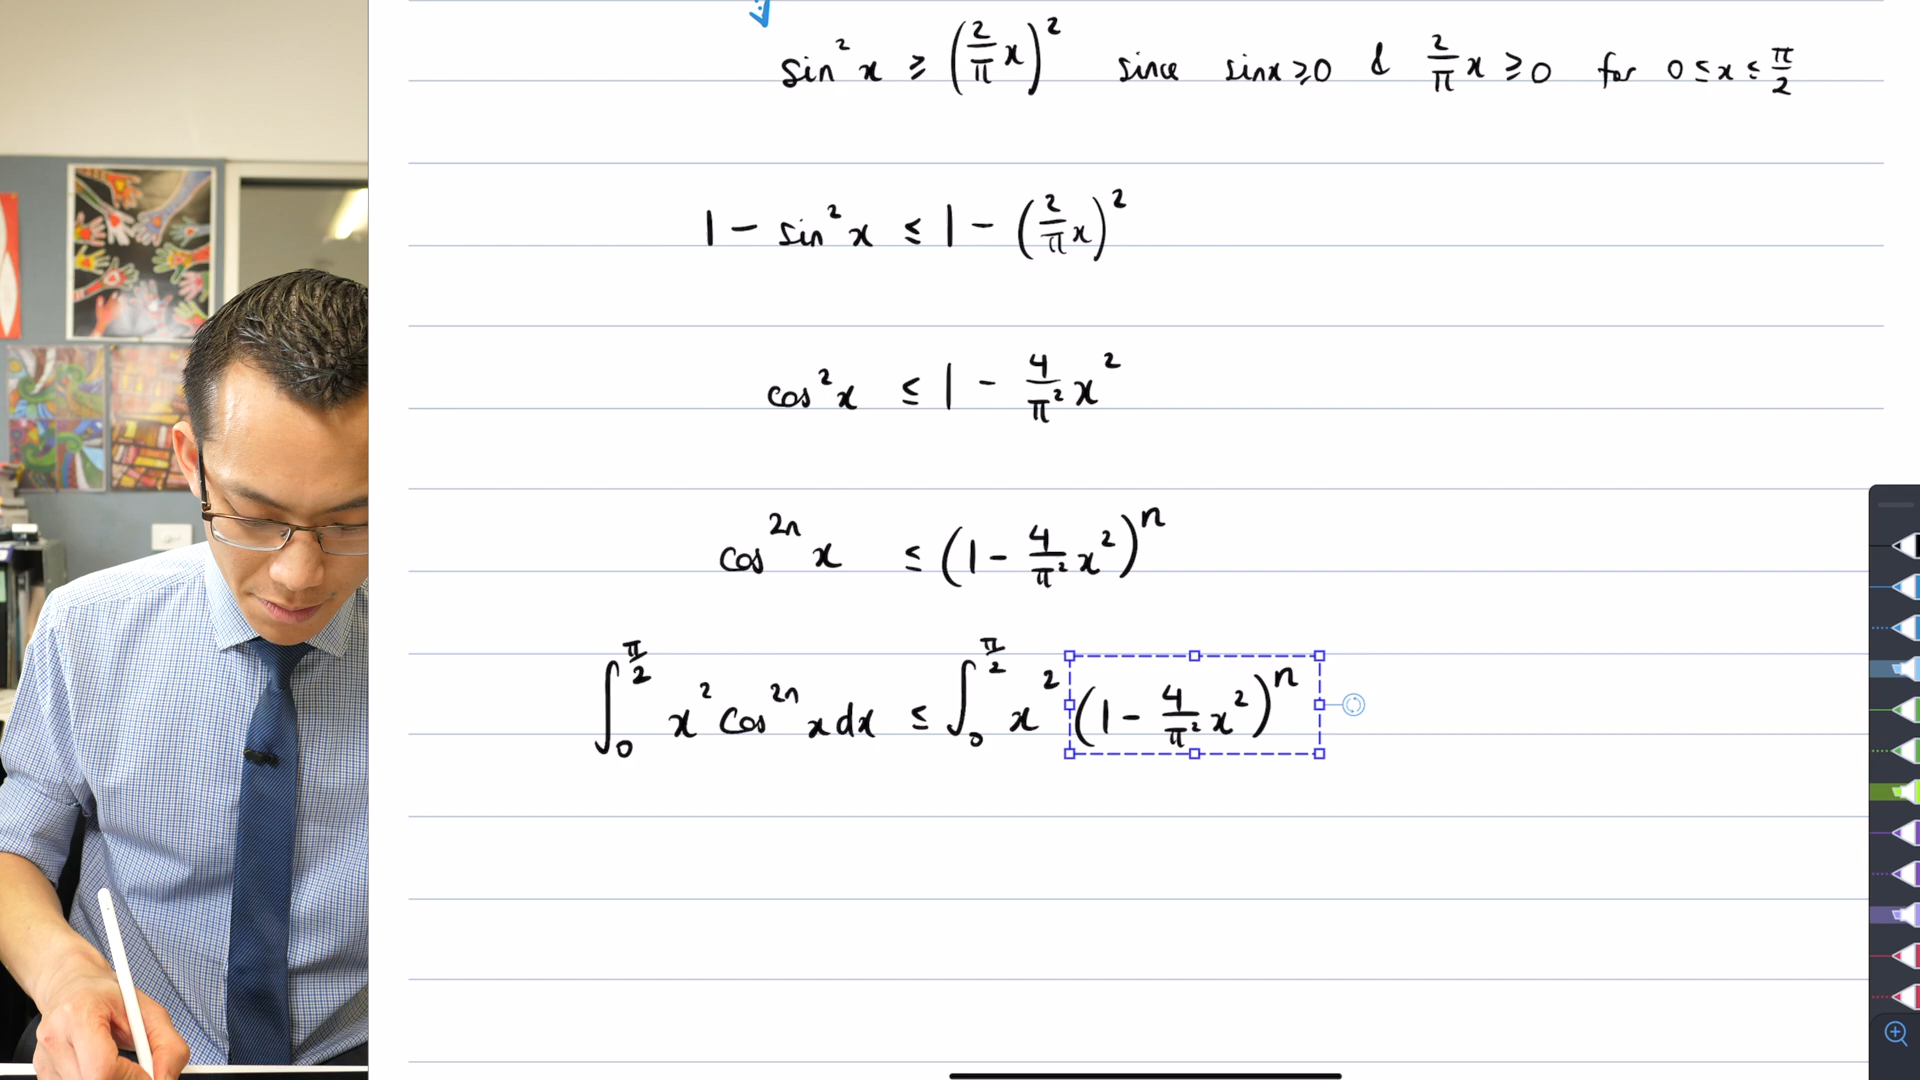 sin²x ≥ (2/π x)² since sinx ≥ 0 & 2/π x ≥ 0 for 0 ≤ x ≤ π/2
1 − sin²x ≤ 1 − (2/π x)²
cos²x ≤ 1 − 4/π² x²
cos²ⁿx ≤ (1 − 4/π² x²)ⁿ
∫₀^(π/2) x² cos²ⁿ x dx ≤ ∫₀^(π/2) x² (1 − 4/π² x²)ⁿ